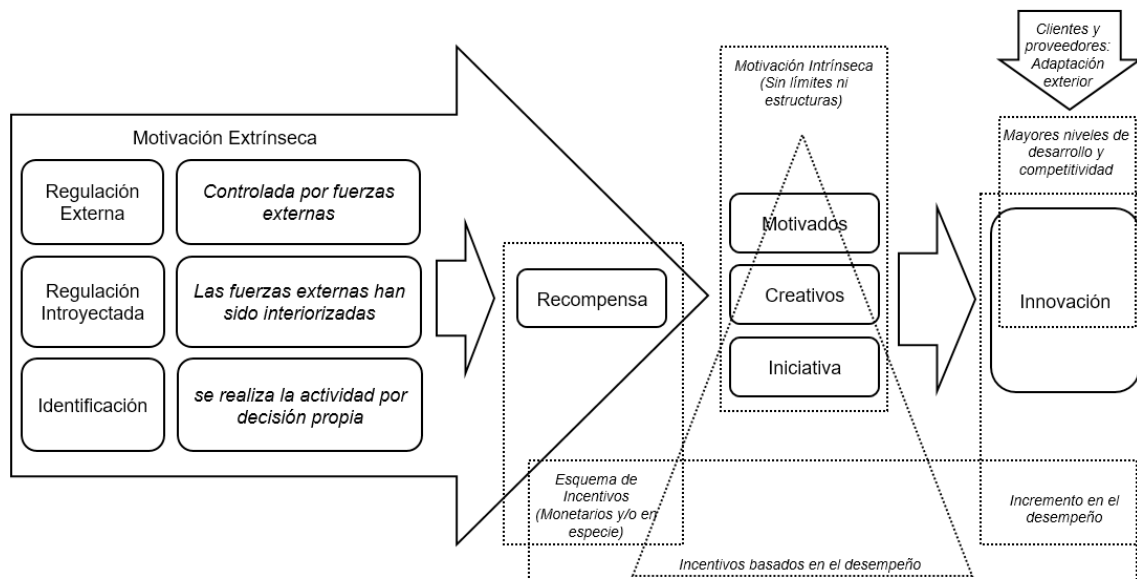 Motivación Extrínseca
Regulación
Externa
Controlada por fuerzas
externas
Regulación
Introyectada
Las fuerzas externas han
sido interiorizadas
Identificación
se realiza la actividad por
decisión propia
Recompensa
Esquema de
Incentivos
(Monetarios y/o en
especie)
Motivación Intrínseca
(Sin límites ni
estructuras)
Motivados
Creativos
Iniciativa
Incentivos basados en el desempeño
Clientes y
proveedores:
Adaptación
exterior
Mayores niveles de
desarrollo y
competitividad
Innovación
Incremento en el
desempeño